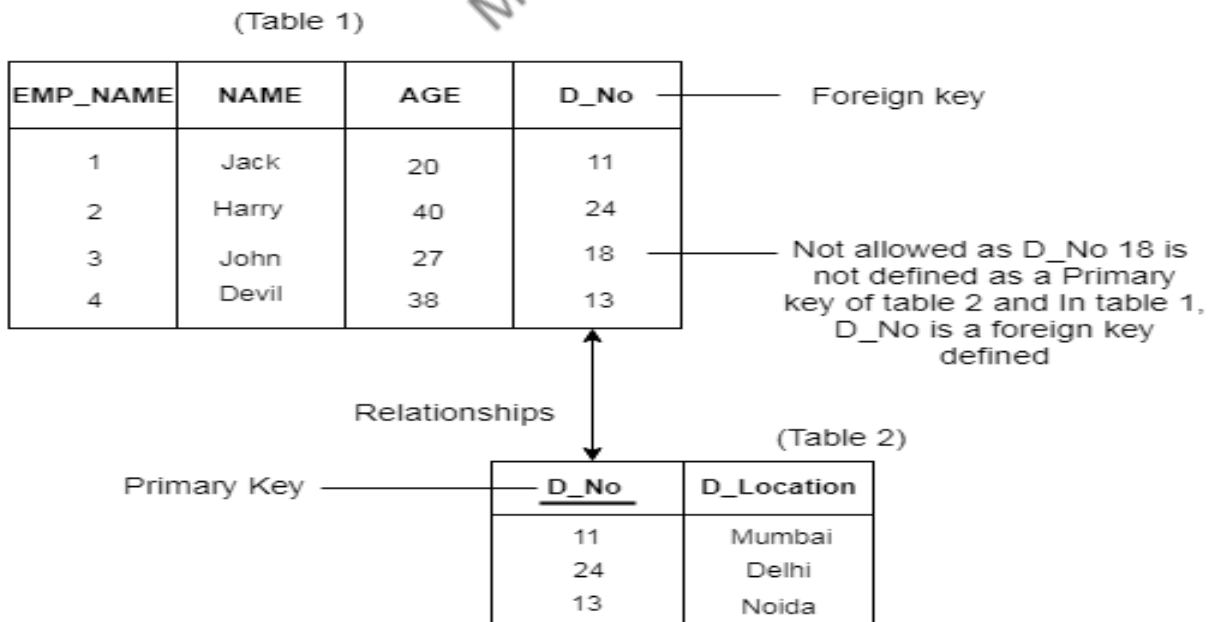 (Table 1)
EMP_NAME NAME AGE D_No Foreign key
1 Jack 20 11
2 Harry 40 24
3 John 27 18
4 Devil 38 13
Not allowed as D_No 18 is
not defined as a Primary
key of table 2 and In table 1,
D_No is a foreign key
defined
Relationships
(Table 2)
Primary Key D_No D_Location
11 Mumbai
24 Delhi
13 Noida